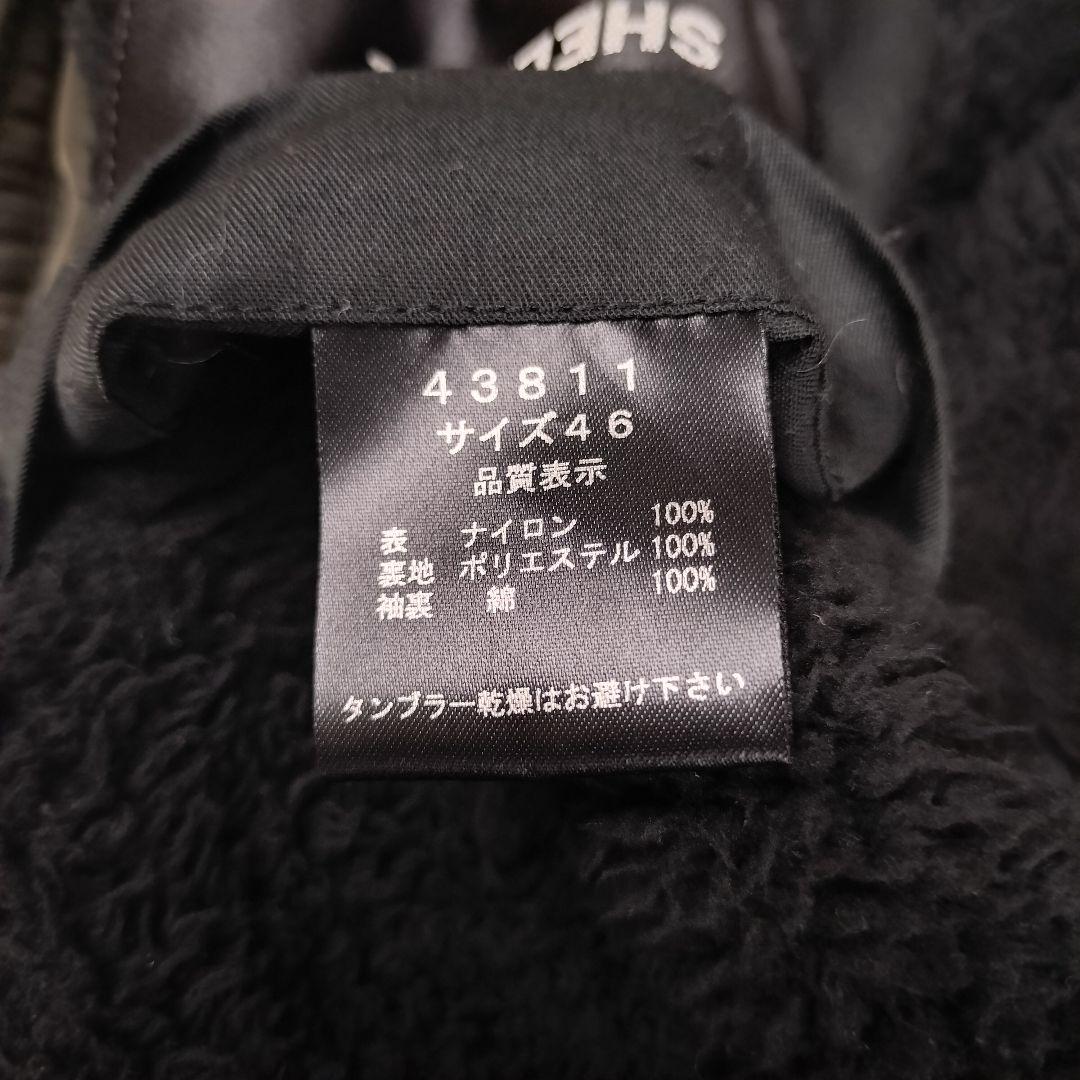 SHE
43811
サイズ46
品質表示
表 ナイロン 100%
裏地 ポリエステル 100%
袖裏 綿 100%
タンブラー乾燥はお避け下さい